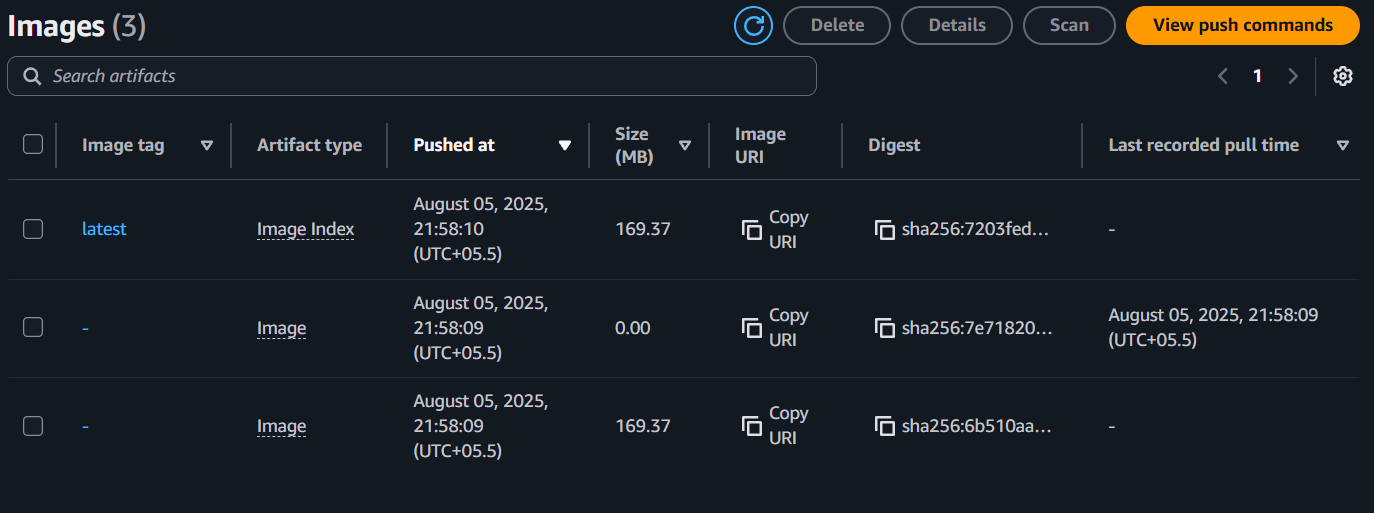 Images (3)
Delete
Details
Scan
View push commands
Search artifacts
1
Image tag
Artifact type
Pushed at
Size
(MB)
Image
URI
Digest
Last recorded pull time
latest
Image Index
August 05, 2025,
21:58:10
(UTC+05.5)
169.37
Copy
URI
sha256:7203fed...
-
-
Image
August 05, 2025,
21:58:09
(UTC+05.5)
0.00
Copy
URI
sha256:7e71820...
August 05, 2025, 21:58:09
(UTC+05.5)
-
Image
August 05, 2025,
21:58:09
(UTC+05.5)
169.37
Copy
URI
sha256:6b510aa...
-